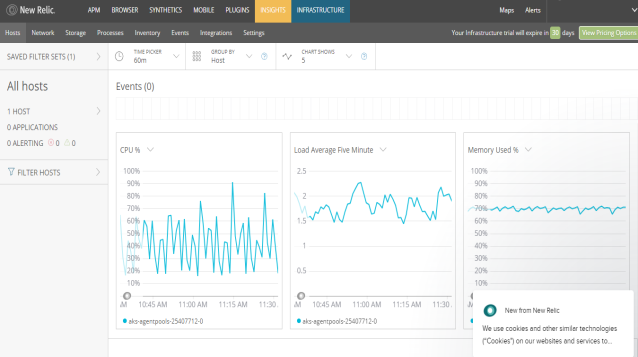 New Relic. APM BROWSER SYNTHETICS MOBILE PLUGINS INSIGHTS INFRASTRUCTURE Maps Alerts
Hosts Network Storage Processes Inventory Events Integrations Settings Your Infrastructure trial will expire in 30 days View Pricing Options
SAVED FILTER SETS (1)
TIME PICKER
60m
GROUP BY
Host
CHART SHOWS
5
All hosts
1 HOST
0 APPLICATIONS
0 ALERTING 0 0
FILTER HOSTS
Events (0)
CPU %
100%
90%
80%
70%
60%
50%
40%
30%
20%
10%
AM 10:45 AM 11:00 AM 11:15 AM 11:30
aks-agentpools-25407712-0
Load Average Five Minute
2.5
2
1.5
1
0.5
AM 10:45 AM 11:00 AM 11:15 AM 11:30
aks-agentpools-25407712-0
Memory Used %
100%
90%
80%
70%
60%
50%
40%
30%
20%
10%
New from New Relic
We use cookies and other similar technologies
("Cookies") on our websites and services to...